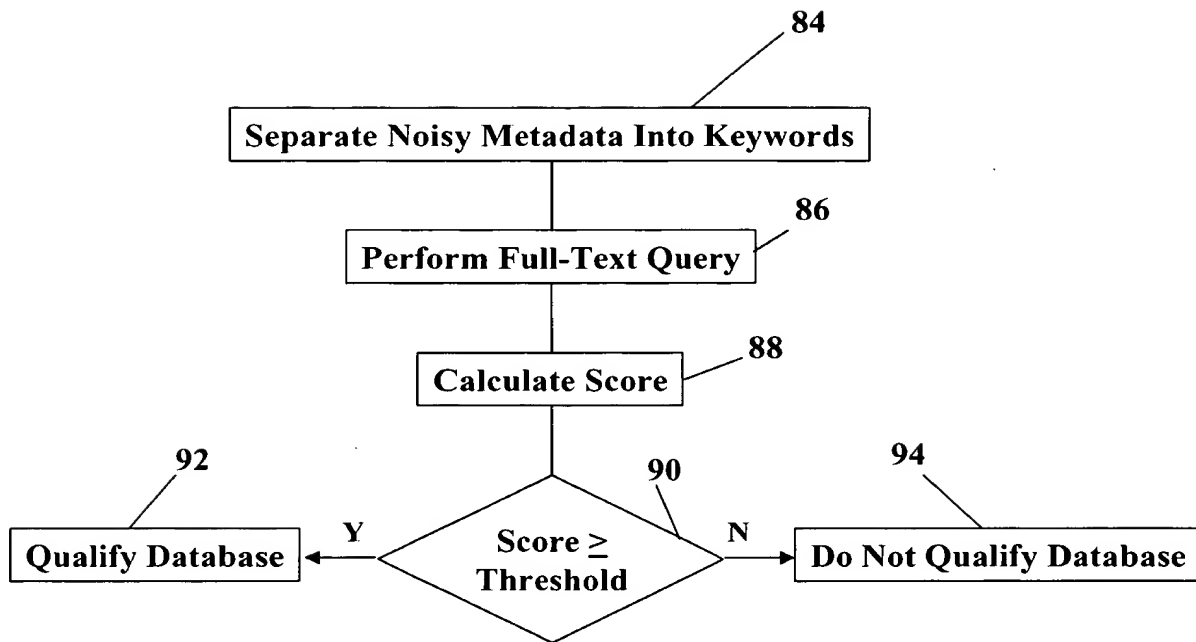 84
Separate Noisy Metadata Into Keywords
86
Perform Full-Text Query
88
Calculate Score
92
90
94
Y
N
Qualify Database
Score ≥
Threshold
Do Not Qualify Database